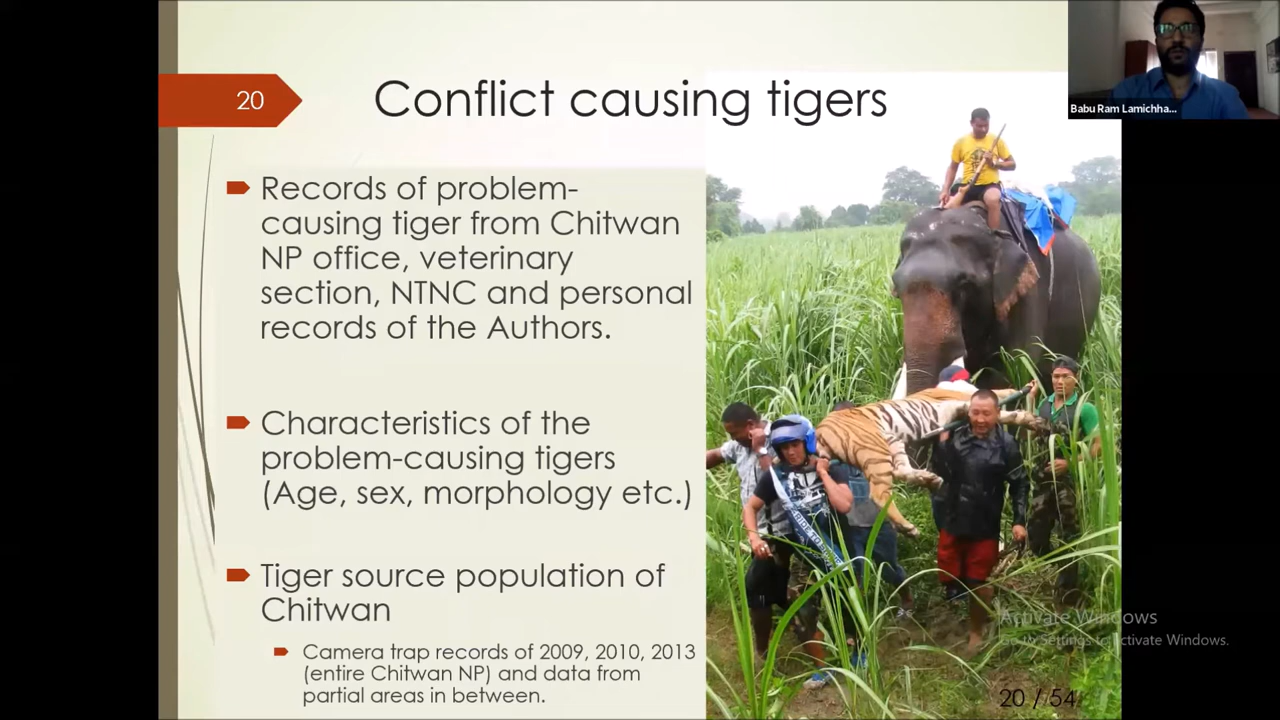 20
Conflict causing tigers
Babu Ram Lamichha...
Records of problem-
causing tiger from Chitwan
NP office, veterinary
section, NTNC and personal
records of the Authors.
Characteristics of the
problem-causing tigers
(Age, sex, morphology etc.)
Tiger source population of
Chitwan
Camera trap records of 2009, 2010, 2013
(entire Chitwan NP) and data from
partial areas in between.
Activate Windows
Go to Settings to activate Windows.
20 / 54